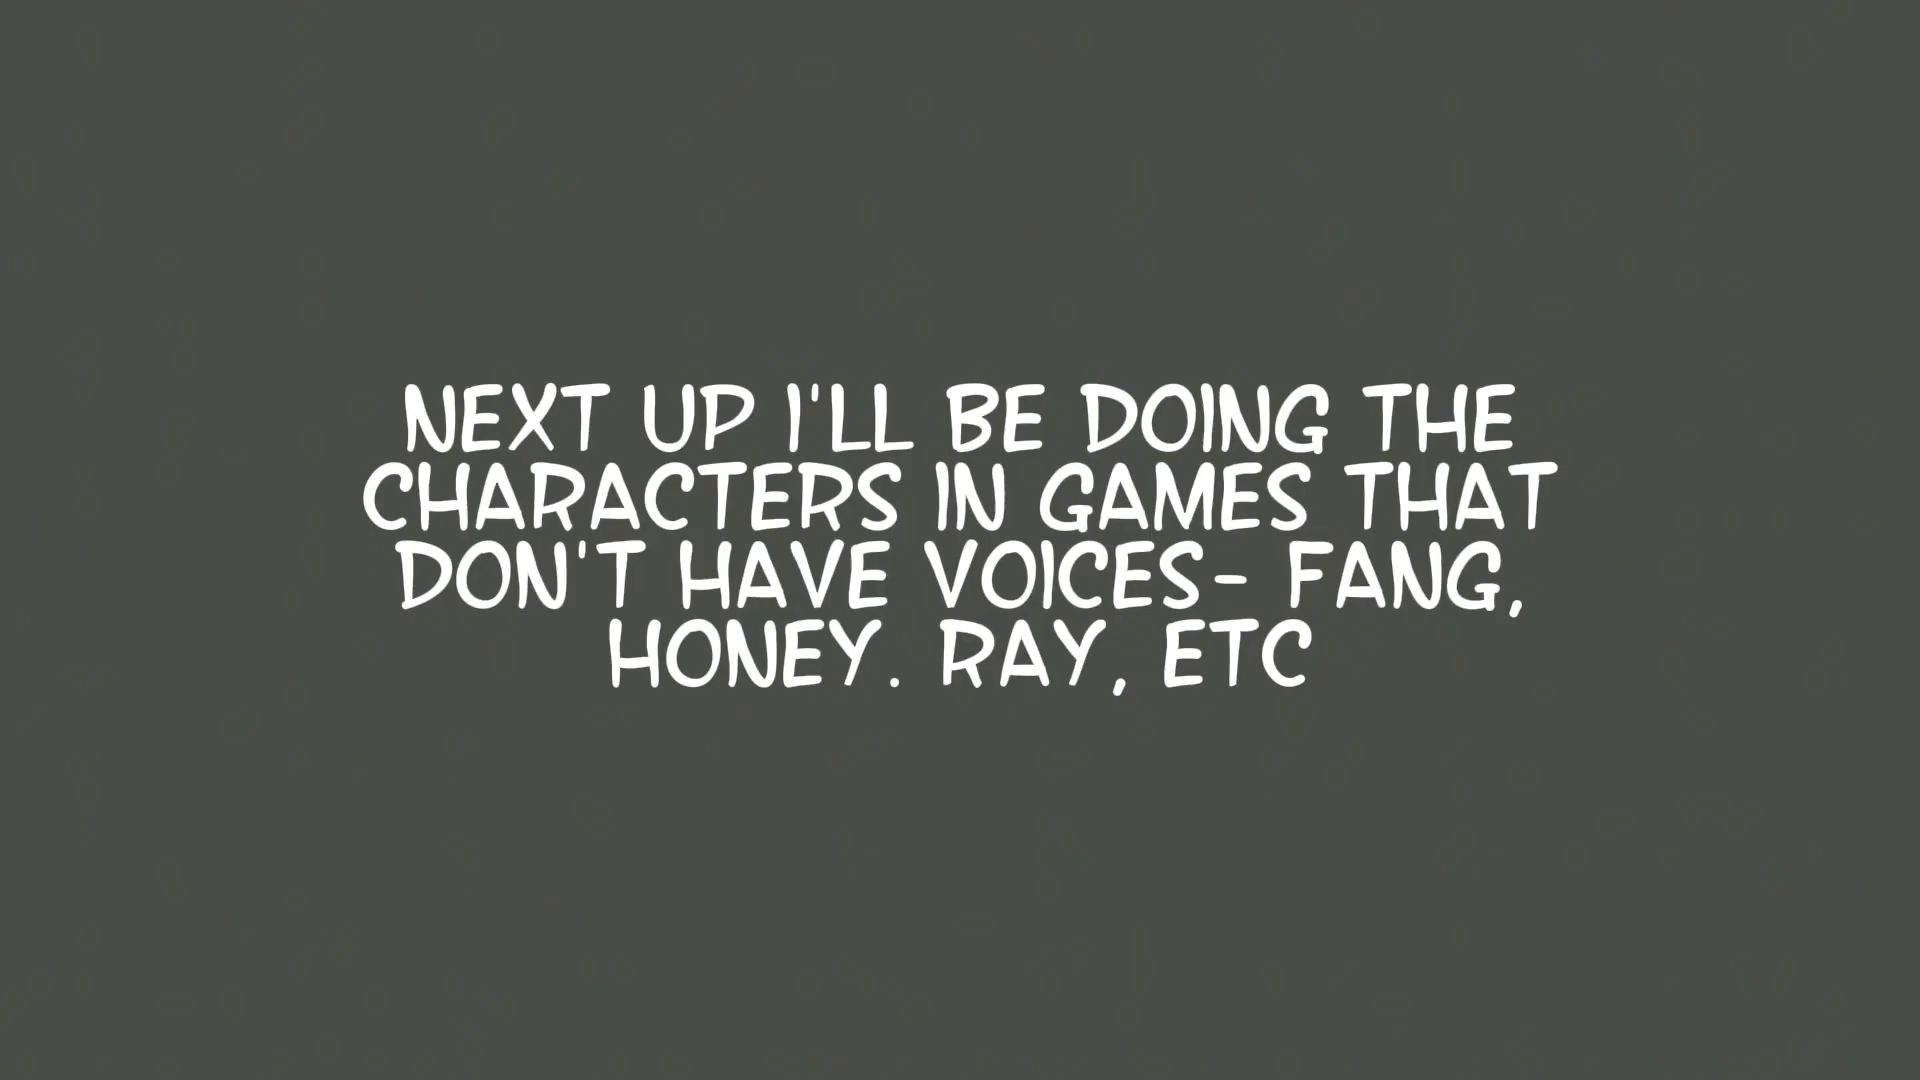 NEXT UP I'LL BE DOING THE
CHARACTERS IN GAMES THAT
DON'T HAVE VOICES- FANG,
HONEY. RAY, ETC